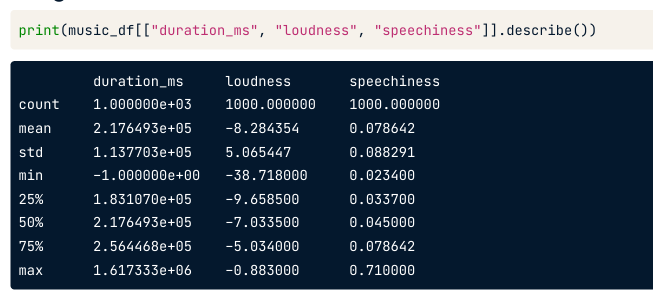 print(music_df[["duration_ms", "loudness", "speechiness"]].describe())
duration_ms loudness speechiness
count 1.000000e+03 1000.000000 1000.000000
mean 2.176493e+05 -8.284354 0.078642
std 1.137703e+05 5.065447 0.088291
min -1.000000e+00 -38.718000 0.023400
25% 1.831070e+05 -9.658500 0.033700
50% 2.176493e+05 -7.033500 0.045000
75% 2.564468e+05 -5.034000 0.078642
max 1.617333e+06 -0.883000 0.710000